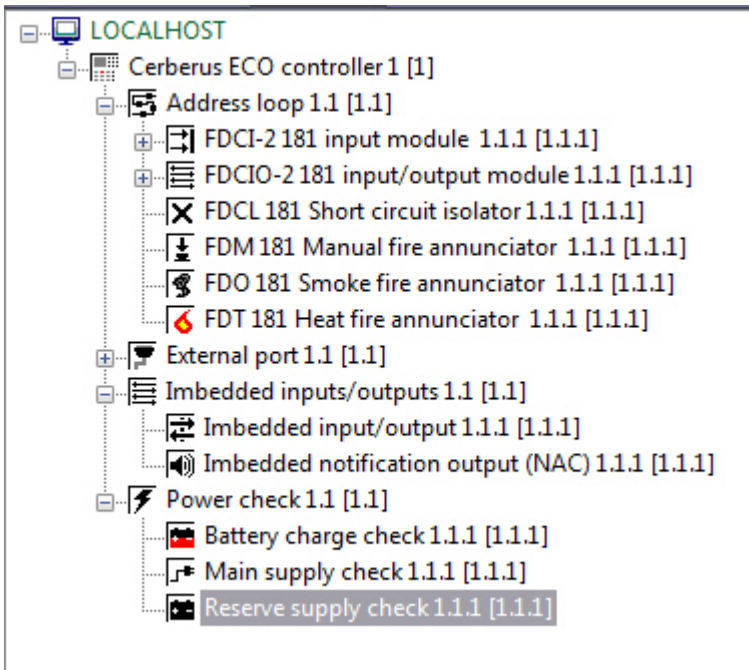 LOCALHOST
Cerberus ECO controller 1 [1]
Address loop 1.1 [1.1]
FDCI-2 181 input module 1.1.1 [1.1.1]
FDCIO-2 181 input/output module 1.1.1 [1.1.1]
FDCL 181 Short circuit isolator 1.1.1 [1.1.1]
FDM 181 Manual fire annunciator 1.1.1 [1.1.1]
FDO 181 Smoke fire annunciator 1.1.1 [1.1.1]
FDT 181 Heat fire annunciator 1.1.1 [1.1.1]
External port 1.1 [1.1]
Imbedded inputs/outputs 1.1 [1.1]
Imbedded input/output 1.1.1 [1.1.1]
Imbedded notification output (NAC) 1.1.1 [1.1.1]
Power check 1.1 [1.1]
Battery charge check 1.1.1 [1.1.1]
Main supply check 1.1.1 [1.1.1]
Reserve supply check 1.1.1 [1.1.1]